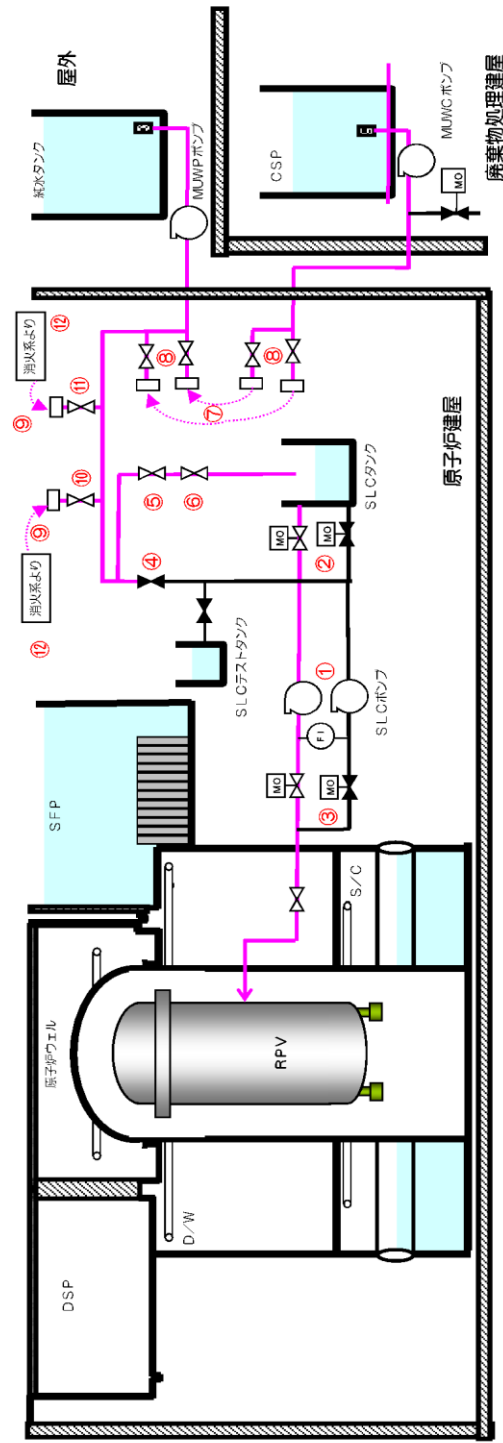 屋外
純水タンク
MUWPポンプ
CSP
MUWCポンプ
MO
廃棄物処理建屋
消火系より
⑫
⑨
⑪
⑧
⑦
⑧
消火系より
⑫
⑨
⑩
⑤
⑥
④
SLCタンク
SLCテストタンク
MO
MO
②
①
SLCポンプ
FI
MO
MO
③
原子炉建屋
SFP
S/C
原子炉ウェル
RPV
D/W
DSP